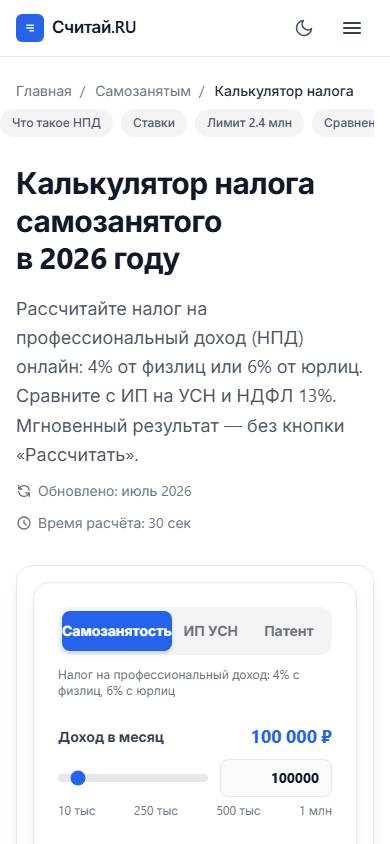 Считай.RU
Главная / Самозанятым / Калькулятор налога
Что такое НПД Ставки Лимит 2.4 млн Сравнен
Калькулятор налога
самозанятого
в 2026 году
Рассчитайте налог на
профессиональный доход (НПД)
онлайн: 4% от физлиц или 6% от юрлиц.
Сравните с ИП на УСН и НДФЛ 13%.
Мгновенный результат — без кнопки
«Рассчитать».
Обновлено: июль 2026
Время расчёта: 30 сек
Самозанятость ИП УСН Патент
Налог на профессиональный доход: 4% с
физлиц, 6% с юрлиц
Доход в месяц 100 000 ₽
100000
10 тыс 250 тыс 500 тыс 1 млн